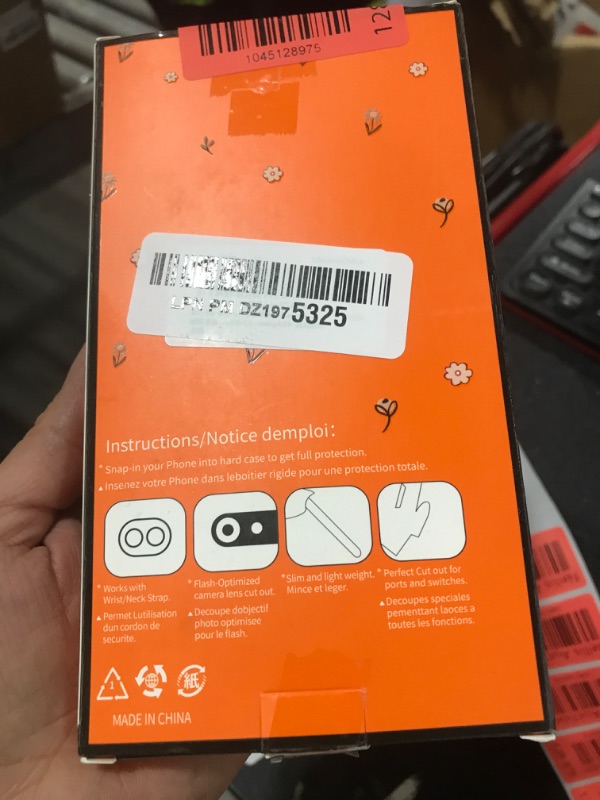 1045128975
128
LPN PM DZ1975325
Instructions/Notice demploi:
* Snap-in your Phone into hard case to get full protection.
▲ Insenez votre Phone dans leboitier rigide pour une protection totale.
* Works with
Wrist/Neck Strap.
▲ Permet Lutilisation
dun cordon de
securite.
* Flash-Optimized
camera lens cut out.
▲ Decoupe dobjectif
photo optimisee
pour le flash.
* Slim and light weight.
Mince et leger.
* Perfect Cut out for
ports and switches.
▲ Decoupes speciales
pementtant laoces a
toutes les fonctions.
1
紙
MADE IN CHINA